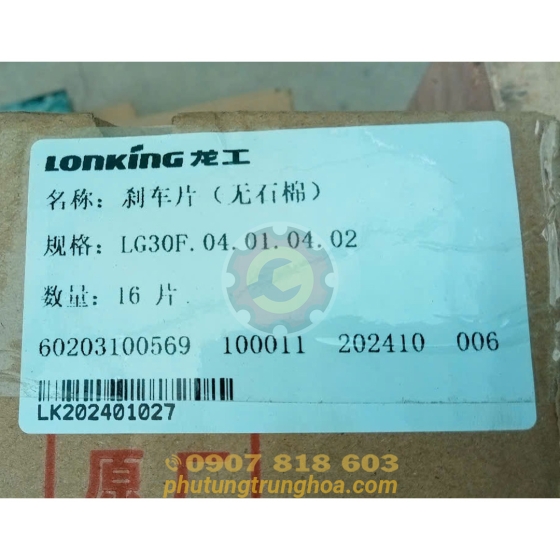 LONKING 龙工
名称: 刹车片(无石棉)
规格: LG30F.04.01.04.02
数量: 16 片
60203100569 100011 202410 006
LK202401027
原
0907 818 603
phutungtrunghoa.com